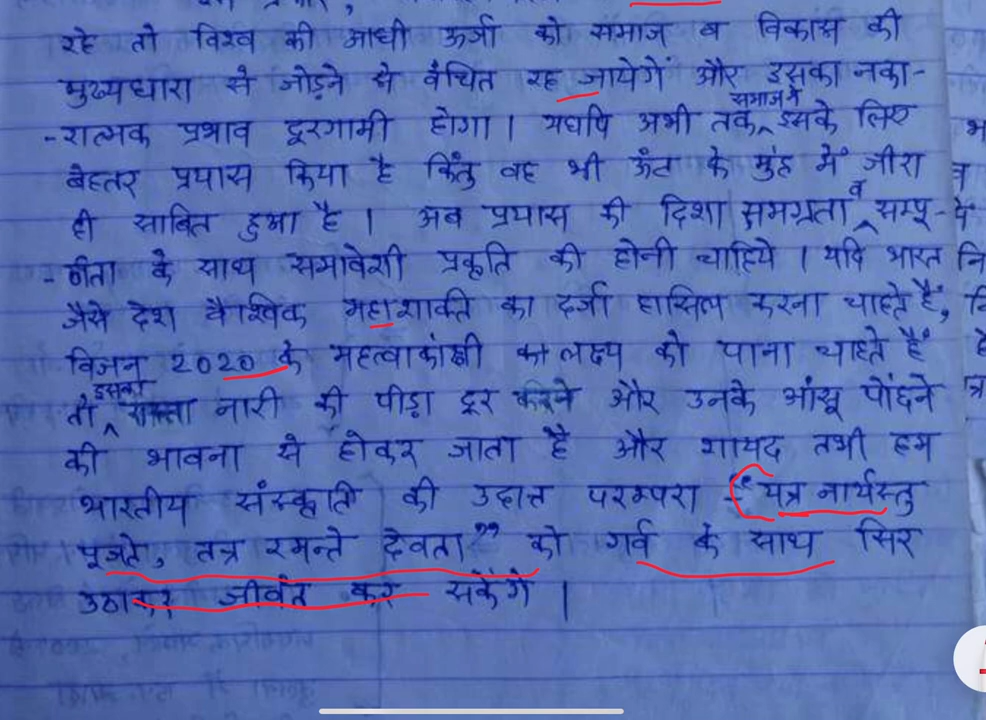 रहे तो विश्व की आधी ऊर्जा को समाज व विकास की
मुख्यधारा से जोड़ने से वंचित रह जायेगें और इसका नका-
-रात्मक प्रभाव दूरगामी होगा। यद्यपि अभी तक समाज ने इसके लिए
बेहतर प्रयास किया है किंतु वह भी ऊँट के मुंह में जीरा
ही साबित हुआ है। अब प्रयास की दिशा समग्रता व सम्पू-
-र्णता के साथ समावेशी प्रकृति की होनी चाहिये। यदि भारत
जैसे देश वैश्विक महाशक्ति का दर्जा हासिल करना चाहते हैं,
विजन 2020 के महत्वाकांक्षी लक्ष्य को पाना चाहते हैं
तो इसका रास्ता नारी की पीड़ा दूर करने और उनके आंसू पोंछने
की भावना से होकर जाता है और शायद तभी हम
भारतीय संस्कृति की उदात्त परम्परा "यत्र नार्यस्तु
पूजते, तत्र रमन्ते देवता" को गर्व के साथ सिर
उठाकर जीवंत कर सकेंगे।